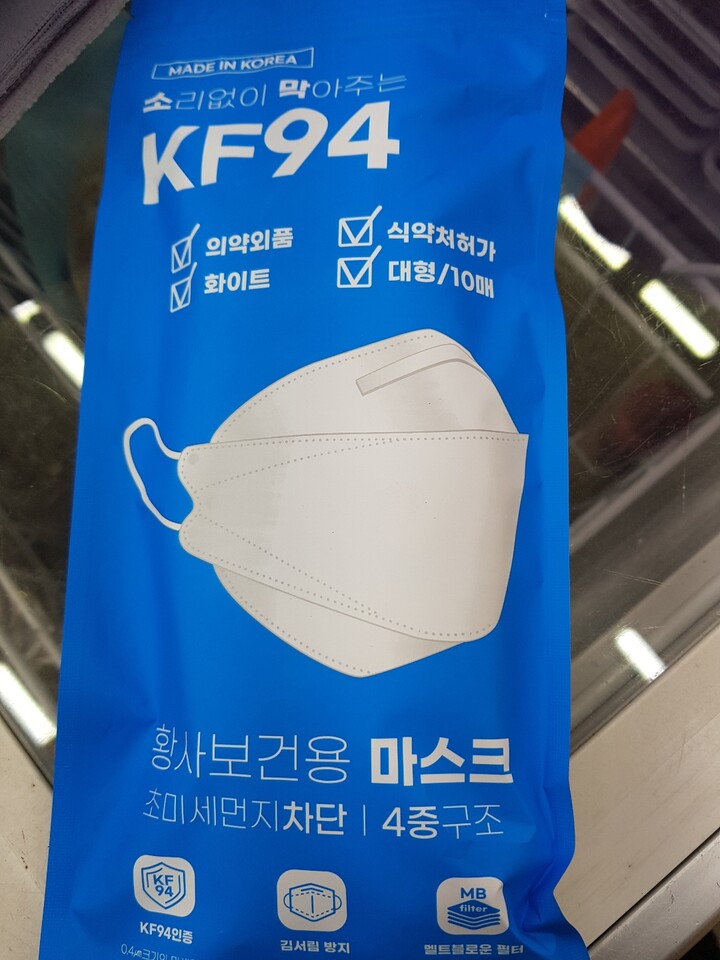 MADE IN KOREA
소리없이 막아주는
KF94
의약외품
식약처허가
화이트
대형/10매
황사보건용 마스크
초미세먼지차단 | 4중구조
KF
94
MB
filter
KF94인증
김서림 방지
멜트블로운 필터